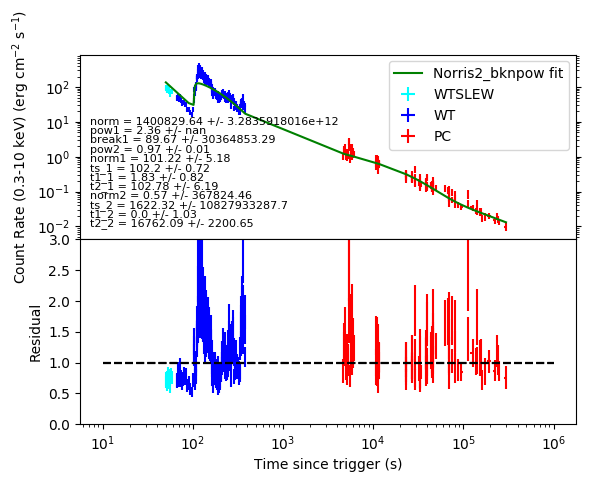 Count Rate (0.3-10 keV) (erg cm⁻² s⁻¹)
10²
10¹
10⁰
10⁻¹
10⁻²
Norris2_bknpow fit
WTSLEW
WT
PC
norm = 1400829.64 +/- 3.2835918016e+12
pow1 = 2.36 +/- nan
break1 = 89.67 +/- 30364853.29
pow2 = 0.97 +/- 0.01
norm1 = 101.22 +/- 5.18
ts_1 = 102.2 +/- 0.72
t1_1 = 1.83 +/- 0.82
t2_1 = 102.78 +/- 6.19
norm2 = 0.57 +/- 367824.46
ts_2 = 1622.32 +/- 10827933287.7
t1_2 = 0.0 +/- 1.03
t2_2 = 16762.09 +/- 2200.65
Residual
3.0
2.5
2.0
1.5
1.0
0.5
0.0
10¹ 10² 10³ 10⁴ 10⁵ 10⁶
Time since trigger (s)